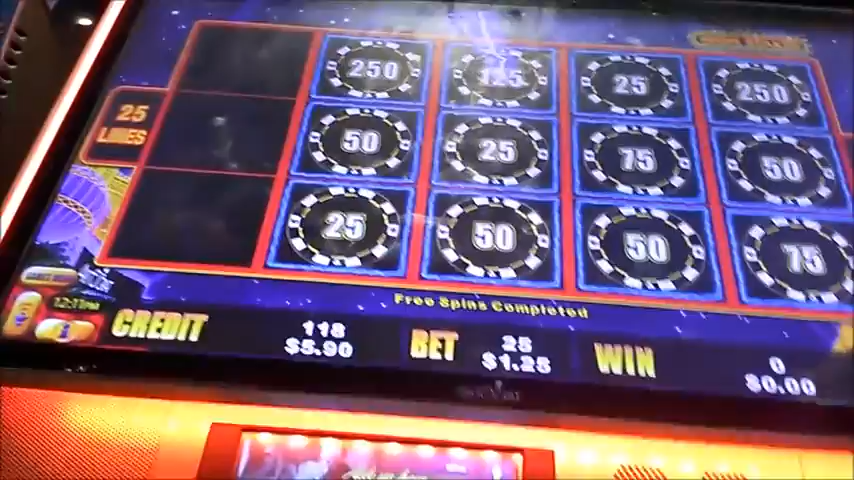 250 125 25 250
25 LINES
50 25 75 50
25 50 50 75
Free Spins Completed
CREDIT 118 $5.90 BET 25 $1.25 WIN 0 $0.00